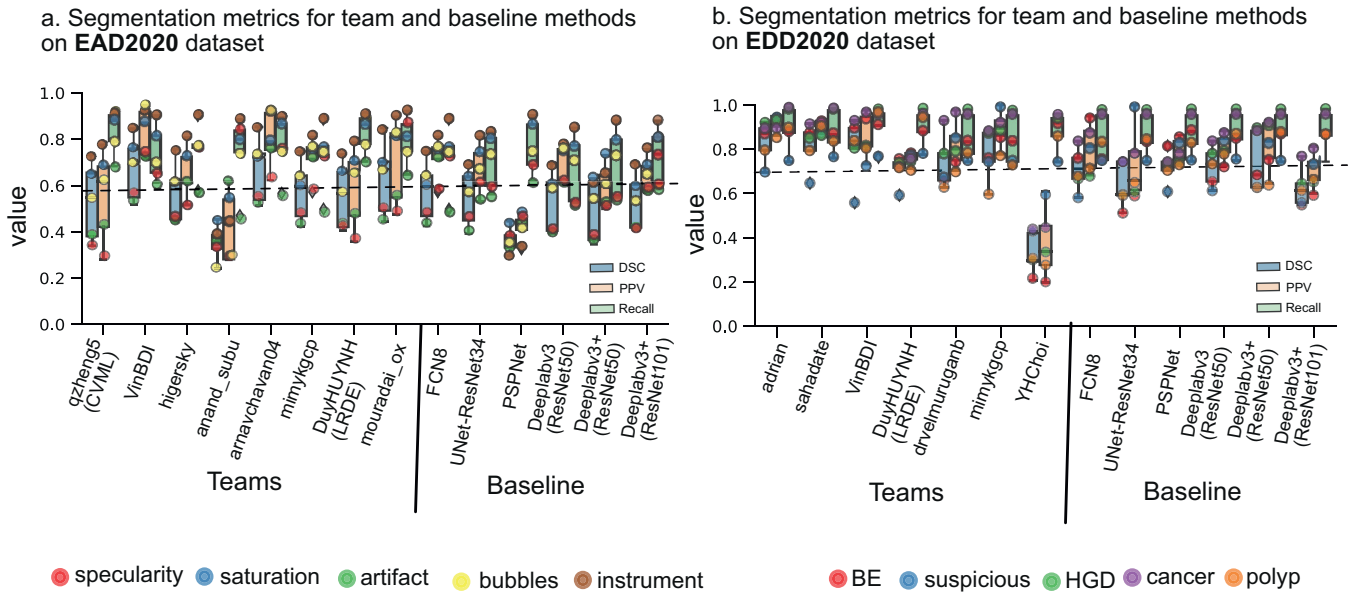 a. Segmentation metrics for team and baseline methods
on EAD2020 dataset
value
1.0
0.8
0.6
0.4
0.2
0.0
DSC
PPV
Recall
qzheng5
(CVML)
VinBDI
higersky
anand_subu
arnavchavan04
mimykgcp
DuyHUYNH
(LRDE)
mouradai_ox
FCN8
UNet-ResNet34
PSPNet
Deeplabv3
(ResNet50)
Deeplabv3+
(ResNet50)
Deeplabv3+
(ResNet101)
Teams
Baseline
specularity
saturation
artifact
bubbles
instrument
b. Segmentation metrics for team and baseline methods
on EDD2020 dataset
value
1.0
0.8
0.6
0.4
0.2
0.0
DSC
PPV
Recall
adrian
sahadate
VinBDI
DuyHUYNH
(LRDE)
drvelmuruganb
mimykgcp
YHChoi
FCN8
UNet-ResNet34
PSPNet
Deeplabv3
(ResNet50)
Deeplabv3+
(ResNet50)
Deeplabv3+
(ResNet101)
Teams
Baseline
BE
suspicious
HGD
cancer
polyp